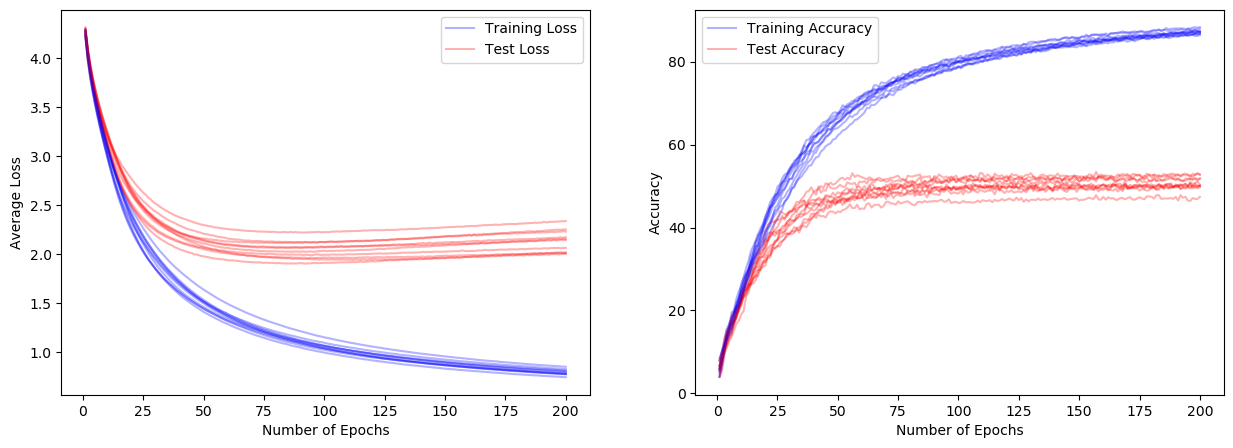 4.0
3.5
3.0
2.5
2.0
1.5
1.0
Average Loss
Training Loss
Test Loss
0 25 50 75 100 125 150 175 200
Number of Epochs
80
60
40
20
0
Accuracy
Training Accuracy
Test Accuracy
0 25 50 75 100 125 150 175 200
Number of Epochs